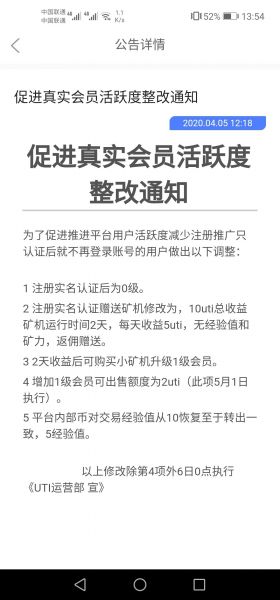 中国联通 中国联通 46 46 1.1 K/s 52% 13:54
公告详情
促进真实会员活跃度整改通知
2020.04.05 12:18
促进真实会员活跃度
整改通知
为了促进推进平台用户活跃度减少注册推广只
认证后就不再登录账号的用户做出以下调整：
1 注册实名认证后为0级。
2 注册实名认证赠送矿机修改为，10uti总收益
矿机运行时间2天，每天收益5uti，无经验值和
矿力，返佣赠送。
3 2天收益后可购买小矿机升级1级会员。
4 增加1级会员可出售额度为2uti（此项5月1日
执行）。
5 平台内部币对交易经验值从10恢复至于转出一
致，5经验值。
以上修改除第4项外6日0点执行
《UTI运营部 宣》